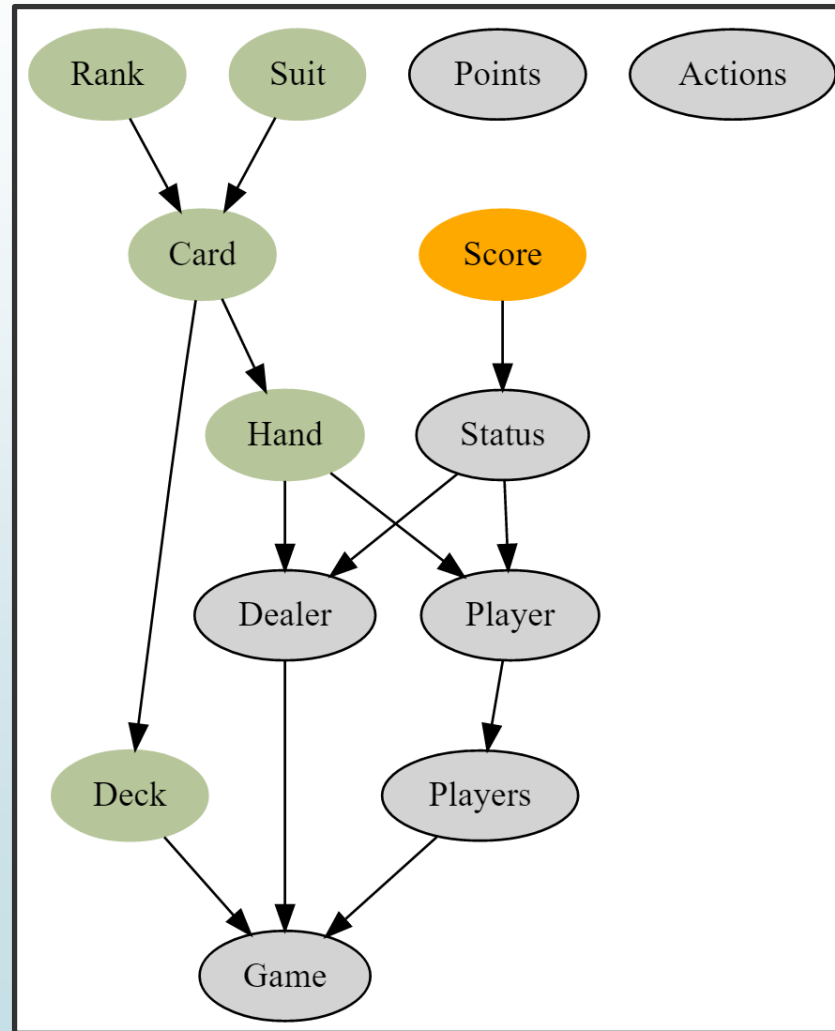 Rank
Suit
Points
Actions
Card
Score
Hand
Status
Dealer
Player
Deck
Players
Game